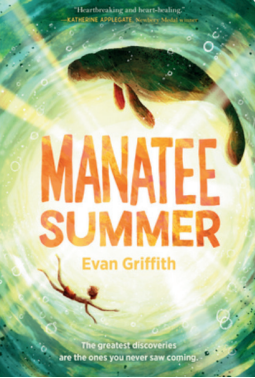 "Heartbreaking and heart-healing."
—KATHERINE APPLEGATE, Newbery Medal winner
MANATEE
SUMMER
Evan Griffith
The greatest discoveries
are the ones you never saw coming.